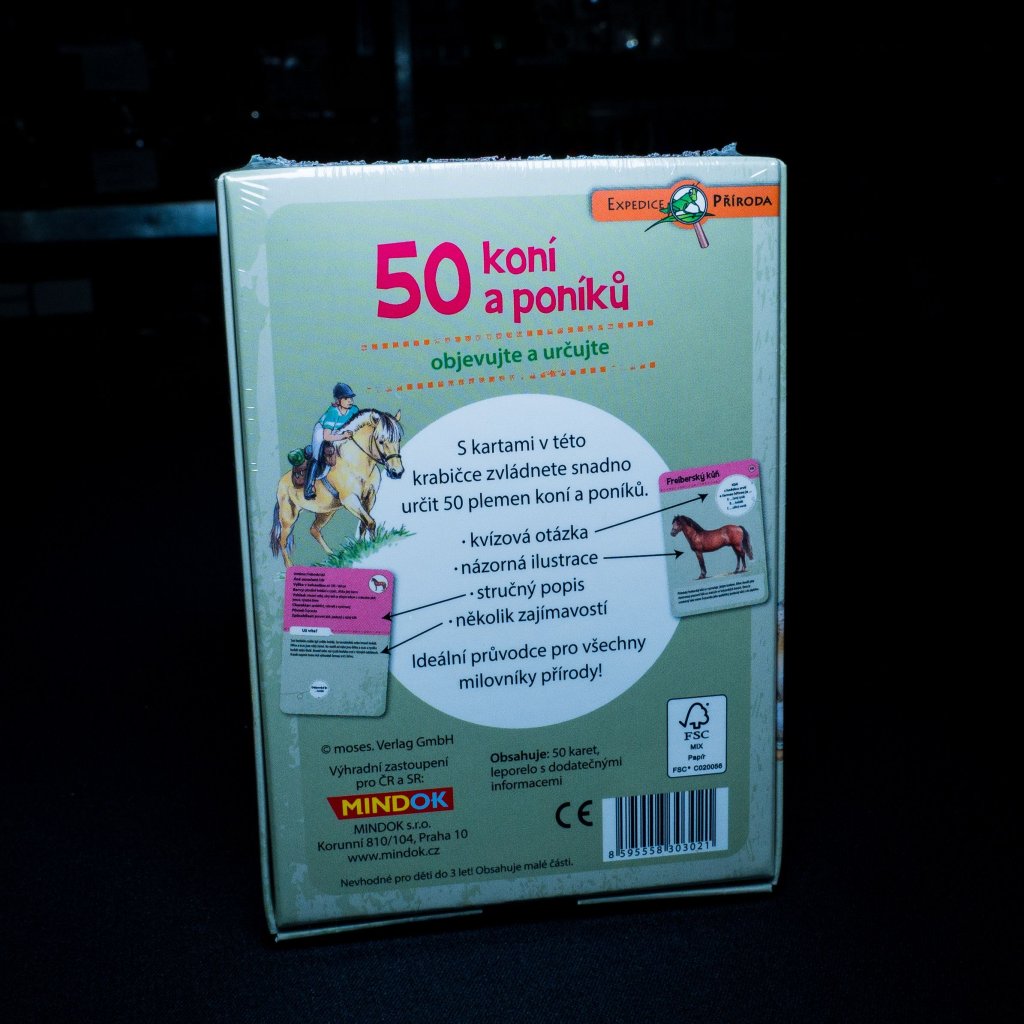 EXPEDICE PŘÍRODA
50 koní
a poníků
objevujte a určujte
S kartami v této
krabičce zvládnete snadno
určit 50 plemen koní a poníků.
· kvízová otázka
· názorná ilustrace
· stručný popis
· několik zajímavostí
Ideální průvodce pro všechny
milovníky přírody!
Freiberský kůň
Už víte?
© moses. Verlag GmbH
Výhradní zastoupení
pro ČR a SR:
MINDOK
MINDOK s.r.o.
Korunní 810/104, Praha 10
www.mindok.cz
Obsahuje: 50 karet,
leporelo s dodatečnými
informacemi
FSC
MIX
Papír
FSC® C020056
CE
8 595558 303021
Nevhodné pro děti do 3 let! Obsahuje malé části.